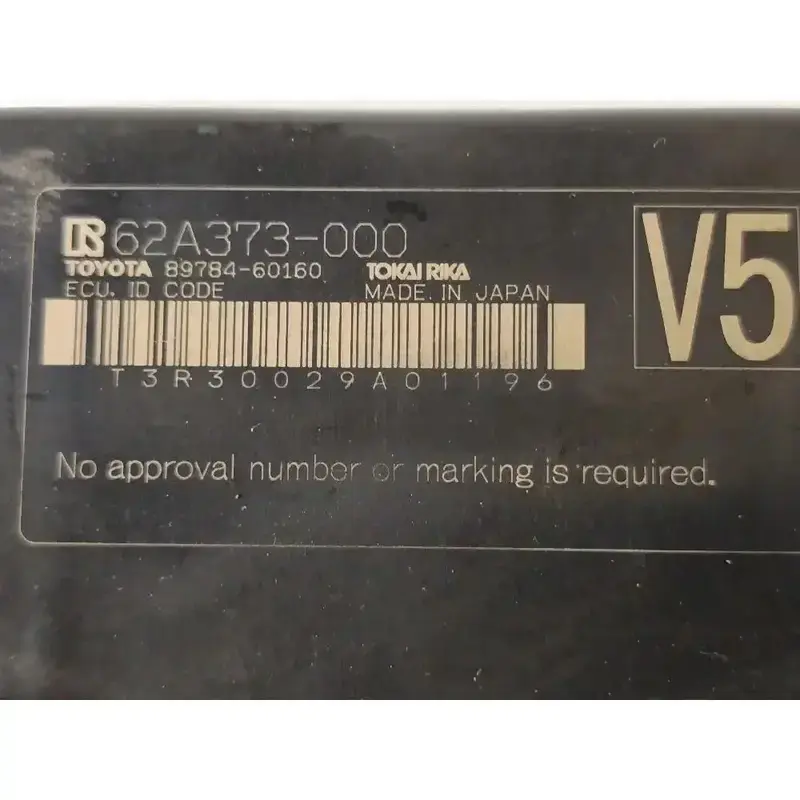 62A373-000
TOYOTA 89784-60160 TOKAI RIKA
ECU. ID CODE MADE IN JAPAN
T3R30029A01196
V5
No approval number or marking is required.